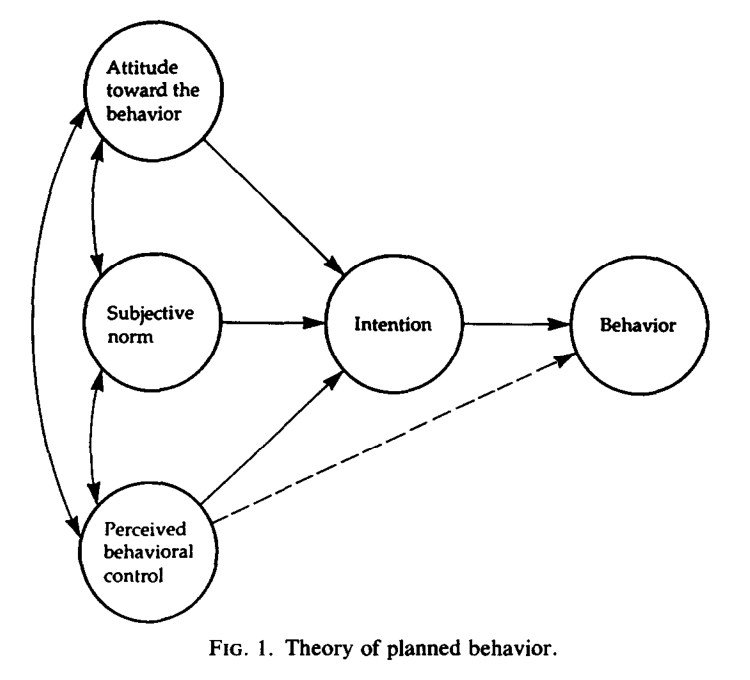 Attitude
toward the
behavior
Subjective
norm
Intention
Behavior
Perceived
behavioral
control
FIG. 1. Theory of planned behavior.